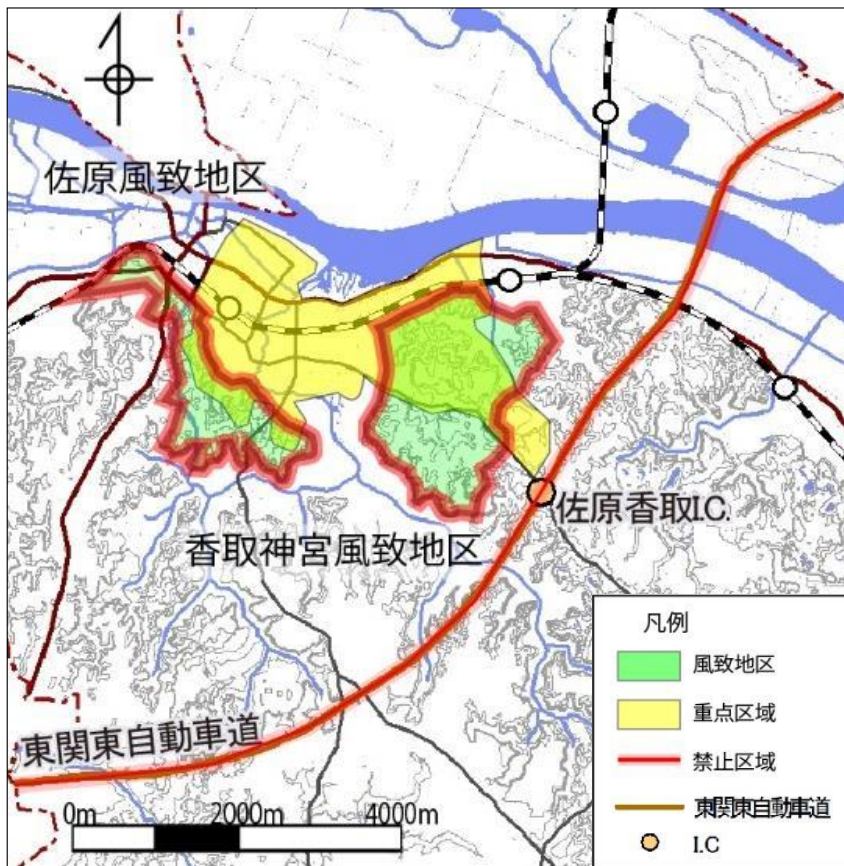 佐原風致地区
佐原香取I.C.
香取神宮風致地区
東関東自動車道
0m 2000m 4000m
凡例
風致地区
重点区域
禁止区域
東関東自動車道
I.C